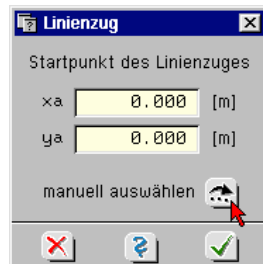 Linienzug
Startpunkt des Linienzuges
xa 0.000 [m]
ya 0.000 [m]
manuell auswählen